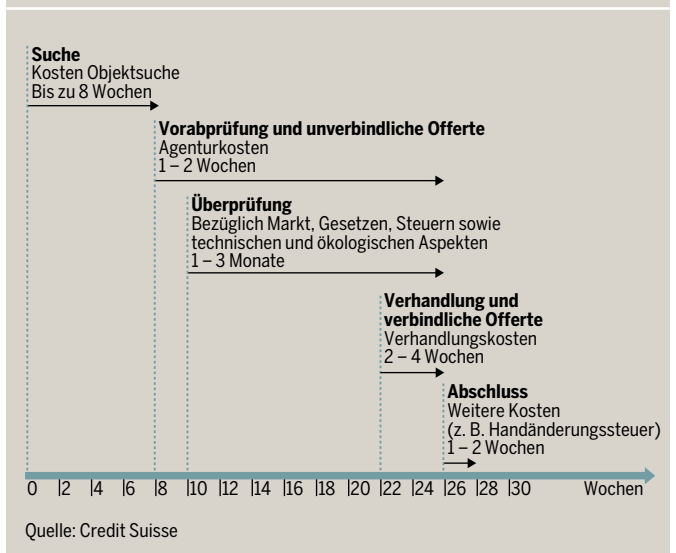 Suche
Kosten Objektsuche
Bis zu 8 Wochen
Vorabprüfung und unverbindliche Offerte
Agenturkosten
1 – 2 Wochen
Überprüfung
Bezüglich Markt, Gesetzen, Steuern sowie
technischen und ökologischen Aspekten
1 – 3 Monate
Verhandlung und
verbindliche Offerte
Verhandlungskosten
2 – 4 Wochen
Abschluss
Weitere Kosten
(z. B. Handänderungssteuer)
1 – 2 Wochen
0 2 4 6 8 10 12 14 16 18 20 22 24 26 28 30 Wochen
Quelle: Credit Suisse